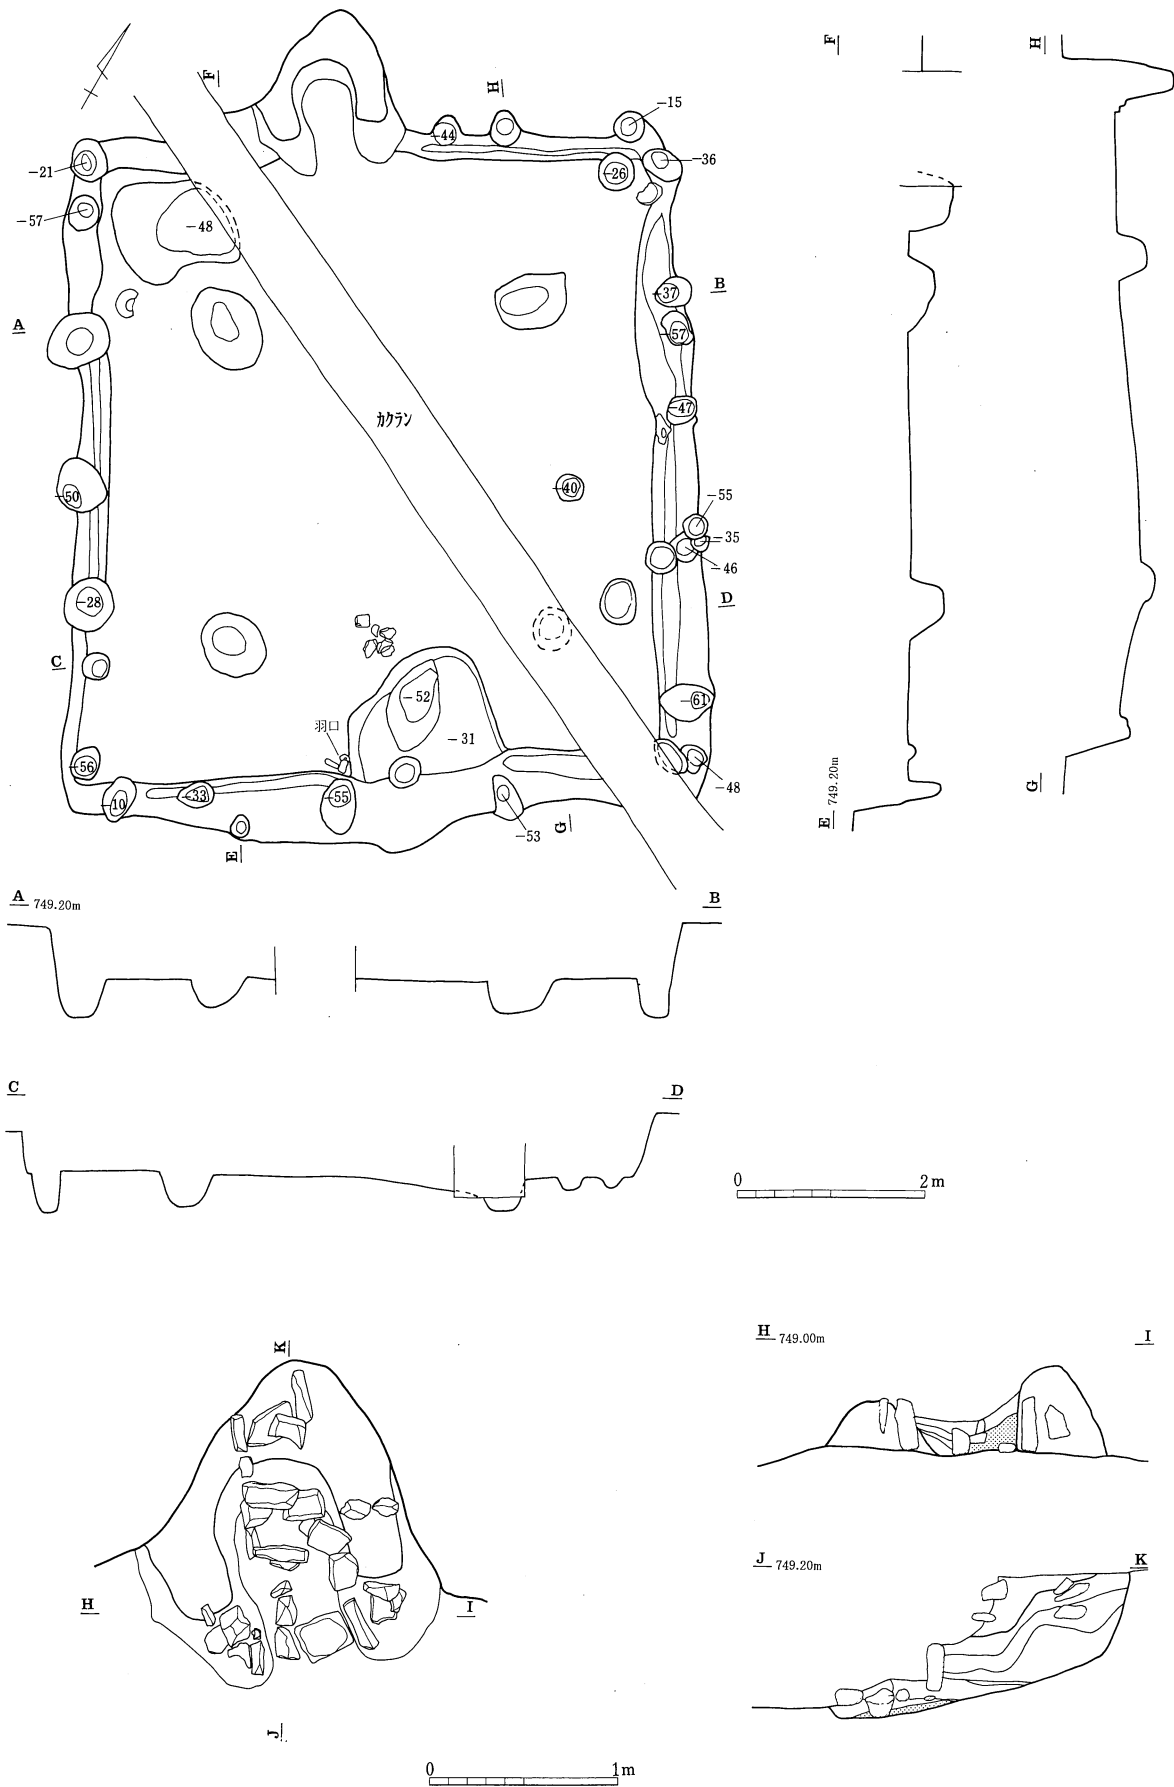 F
H
F
H
-15
-44
-36
-21
-26
-57
-48
-37
B
A
-57
カクラン
-47
-50
-40
-55
-35
-46
-28
D
C
-52
-61
羽口
-31
-56
-10
-33
-55
-48
-53
E
G
E 749.20m
G
A 749.20m
B
C
D
0 2m
K
H 749.00m
I
J 749.20m
K
H
I
J
0 1m